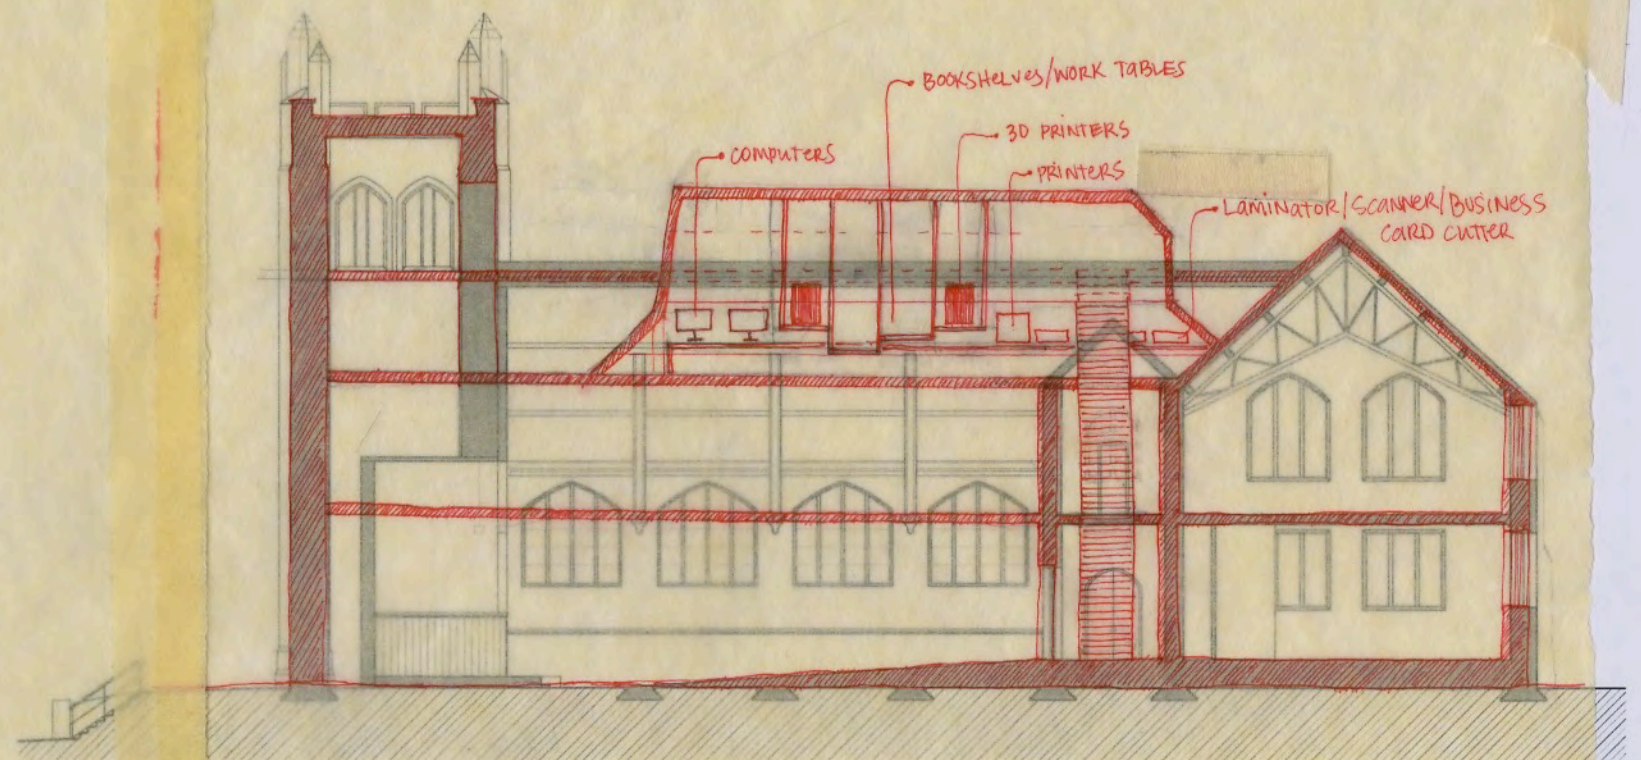 BOOKSHELVES/WORK TABLES
3D PRINTERS
COMPUTERS
PRINTERS
LAMINATOR/SCANNER/BUSINESS
CARD CUTTER